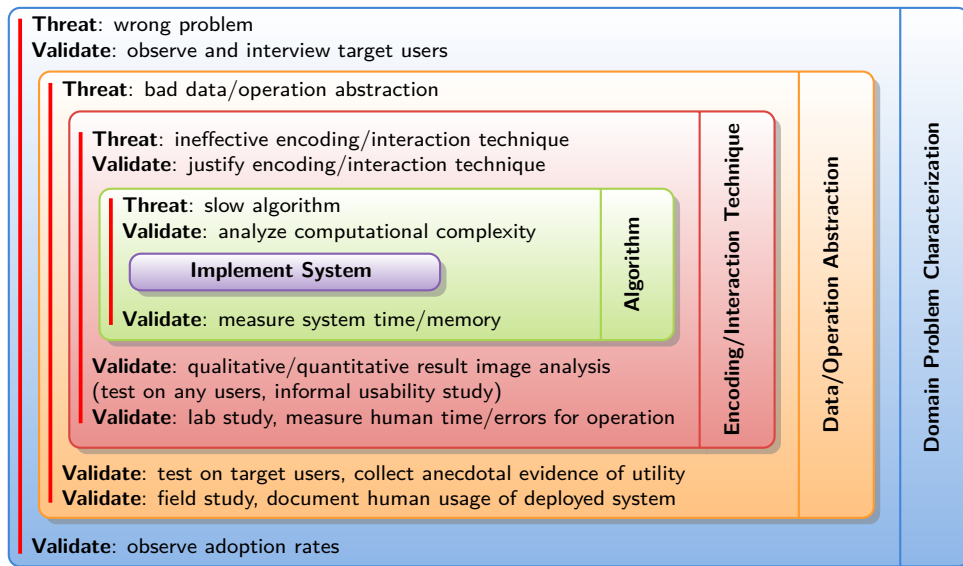 Threat: wrong problem
Validate: observe and interview target users
Threat: bad data/operation abstraction
Threat: ineffective encoding/interaction technique
Validate: justify encoding/interaction technique
Threat: slow algorithm
Validate: analyze computational complexity
Implement System
Validate: measure system time/memory
Algorithm
Validate: qualitative/quantitative result image analysis
(test on any users, informal usability study)
Validate: lab study, measure human time/errors for operation
Encoding/Interaction Technique
Validate: test on target users, collect anecdotal evidence of utility
Validate: field study, document human usage of deployed system
Data/Operation Abstraction
Validate: observe adoption rates
Domain Problem Characterization